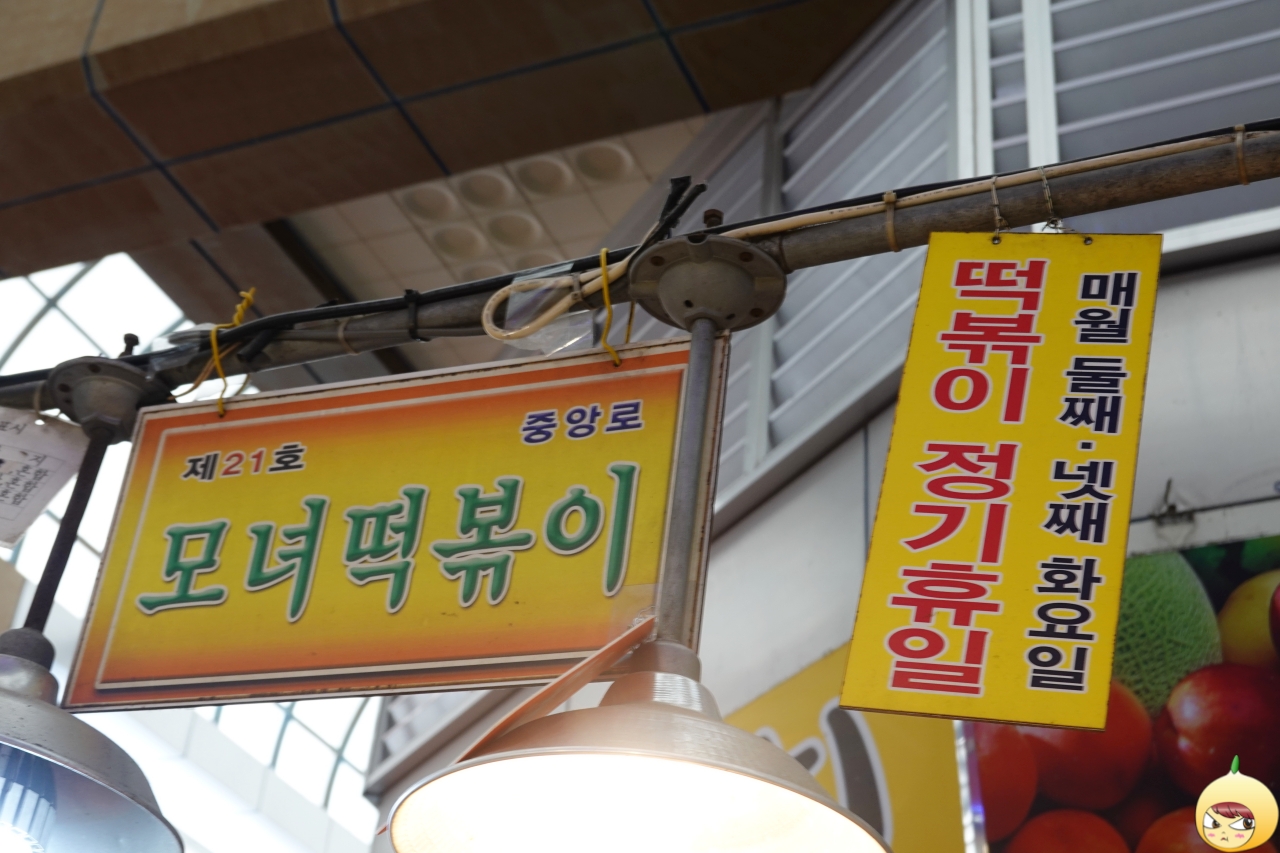 제21호
중앙로
모녀떡볶이
떡볶이 정기휴일
매월 둘째·넷째 화요일